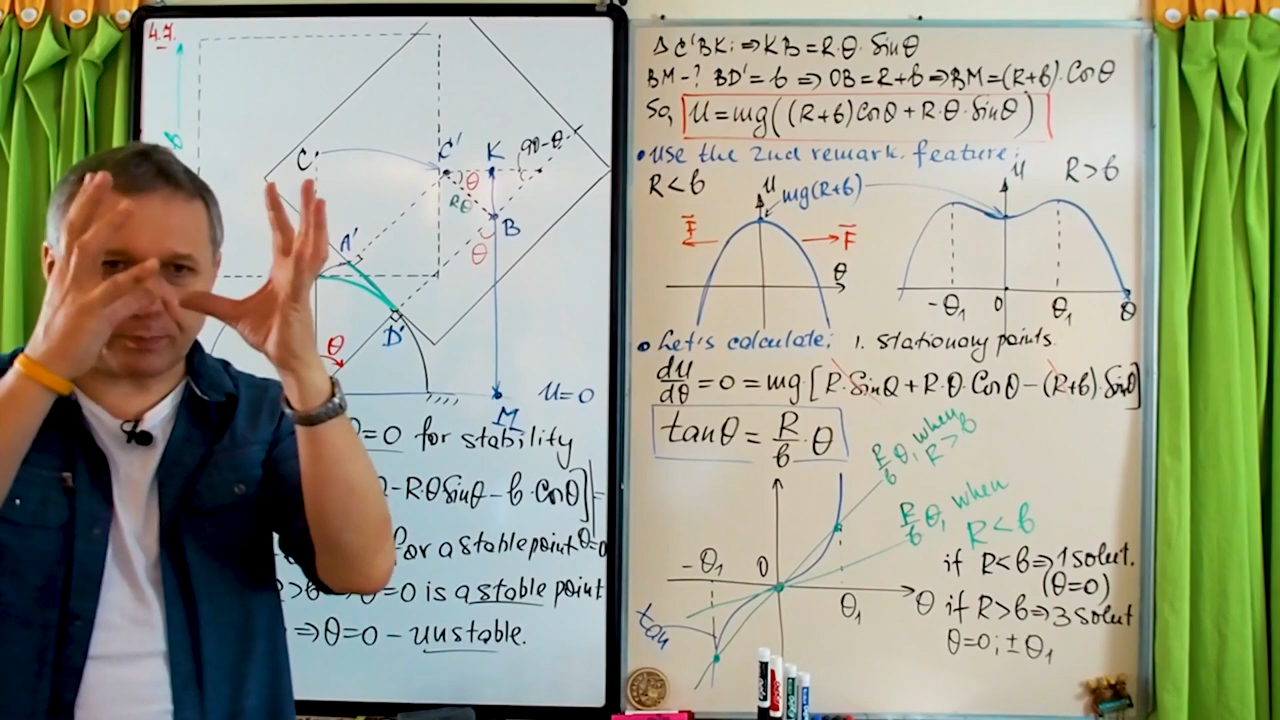 4.7.
b
C
C'
K
90-θ
θ
Rθ
B
A'
θ
D'
θ
U=0
M
θ=0 for stability
-R·θSinθ-b·Cosθ]
θ=0
for a stable point
>b θ=0 is a stable point
⇒θ=0 - unstable.
Δ C'BK: ⇒KB=R·θ·Sinθ
BM-? BD'=b ⇒ OB=R+b⇒BM=(R+b)·Cosθ
So, U=mg((R+b)Cosθ+R·θ·Sinθ)
• Use the 2nd remark. feature:
R<b
U
mg(R+b)
U
R>b
F
F
θ
-θ1 0 θ1 θ
• Let's calculate: 1. stationary points.
dU/dθ=0=mg·[R·Sinθ+R·θ·Cosθ-(R+b)·Sinθ]
tanθ=R/b·θ
R/b θ, when R>b
R/b θ, when R<b
-θ1
0
θ1
θ
tan
if R<b⇒1 solut.
(θ=0)
if R>b⇒3 solut
θ=0; ±θ1